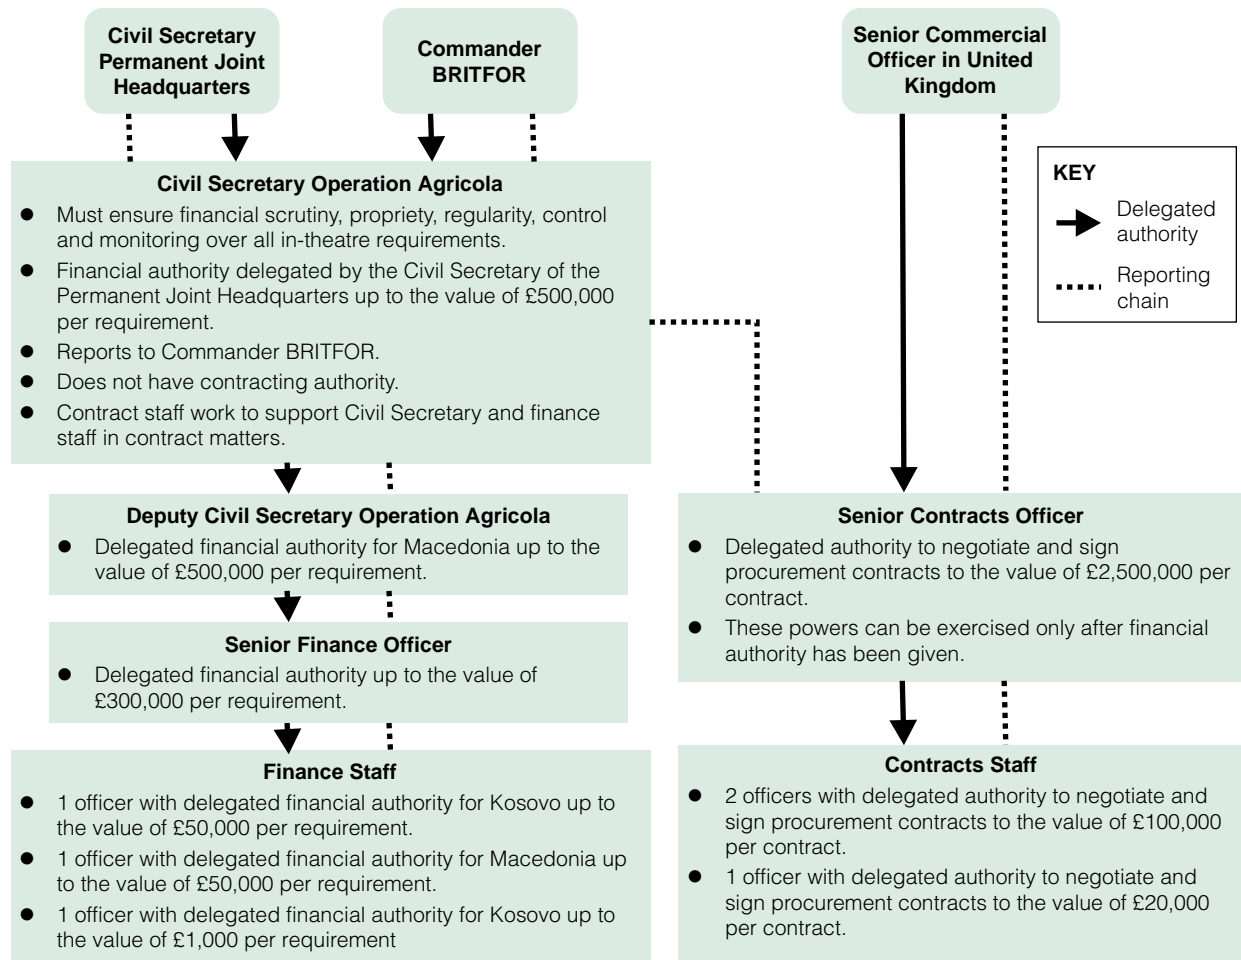 Civil Secretary
Permanent Joint
Headquarters
Commander
BRITFOR
Senior Commercial
Officer in United
Kingdom
KEY
Delegated
authority
Reporting
chain
Civil Secretary Operation Agricola
● Must ensure financial scrutiny, propriety, regularity, control
and monitoring over all in-theatre requirements.
● Financial authority delegated by the Civil Secretary of the
Permanent Joint Headquarters up to the value of £500,000
per requirement.
● Reports to Commander BRITFOR.
● Does not have contracting authority.
● Contract staff work to support Civil Secretary and finance
staff in contract matters.
Deputy Civil Secretary Operation Agricola
● Delegated financial authority for Macedonia up to the
value of £500,000 per requirement.
Senior Finance Officer
● Delegated financial authority up to the value of
£300,000 per requirement.
Finance Staff
● 1 officer with delegated financial authority for Kosovo up to
the value of £50,000 per requirement.
● 1 officer with delegated financial authority for Macedonia up
to the value of £50,000 per requirement.
● 1 officer with delegated financial authority for Kosovo up to
the value of £1,000 per requirement
Senior Contracts Officer
● Delegated authority to negotiate and sign
procurement contracts to the value of £2,500,000 per
contract.
● These powers can be exercised only after financial
authority has been given.
Contracts Staff
● 2 officers with delegated authority to negotiate and
sign procurement contracts to the value of £100,000
per contract.
● 1 officer with delegated authority to negotiate and
sign procurement contracts to the value of £20,000
per contract.